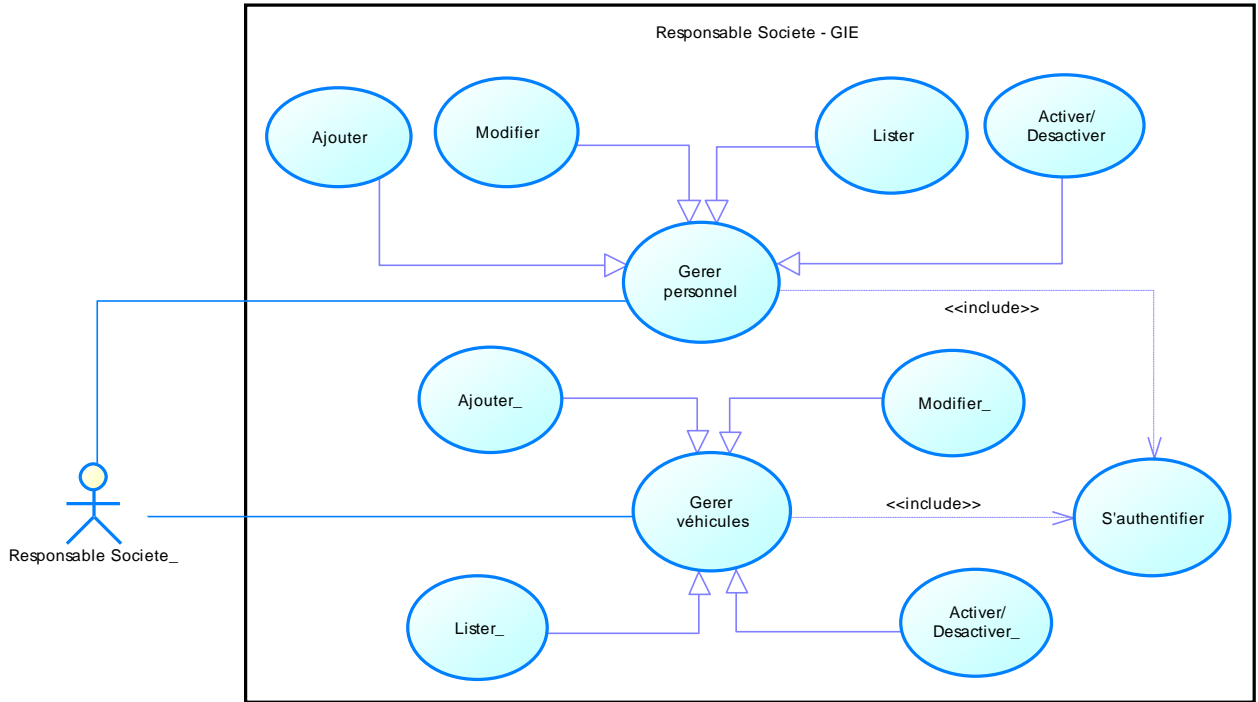 Responsable Societe - GIE
Ajouter
Modifier
Lister
Activer/
Desactiver
Gerer
personnel
<<include>>
Ajouter_
Modifier_
Gerer
véhicules
<<include>>
S'authentifier
Responsable Societe_
Lister_
Activer/
Desactiver_